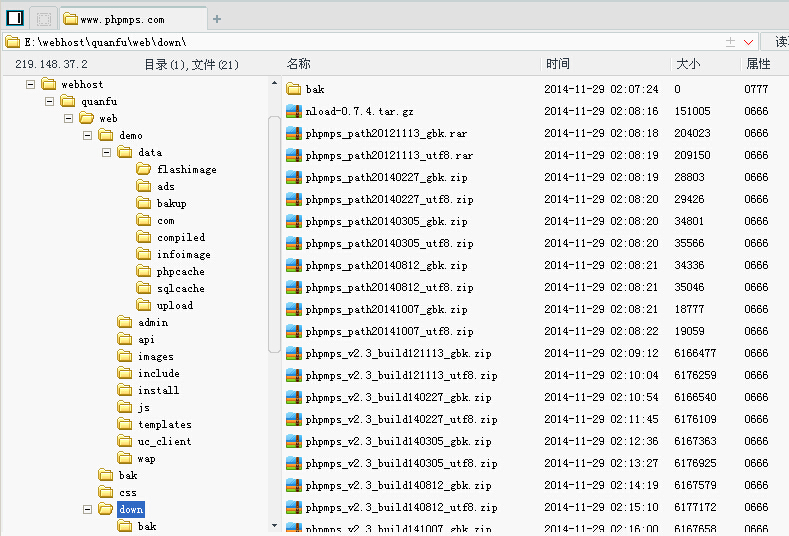 www.phpmps.com
E:\webhost\quanfu\web\down\
219.148.37.2 目录(1),文件(21) 名称 时间 大小 属性
webhost
quanfu
web
demo
data
flashimage
ads
bakup
com
compiled
infoimage
phpcache
sqlcache
upload
admin
api
images
include
install
js
templates
uc_client
wap
bak
css
down
bak
bak 2014-11-29 02:07:24 0 0777
nload-0.7.4.tar.gz 2014-11-29 02:08:16 151005 0666
phpmps_path20121113_gbk.rar 2014-11-29 02:08:18 204023 0666
phpmps_path20121113_utf8.rar 2014-11-29 02:08:19 209150 0666
phpmps_path20140227_gbk.zip 2014-11-29 02:08:19 28803 0666
phpmps_path20140227_utf8.zip 2014-11-29 02:08:20 29426 0666
phpmps_path20140305_gbk.zip 2014-11-29 02:08:20 34801 0666
phpmps_path20140305_utf8.zip 2014-11-29 02:08:20 35566 0666
phpmps_path20140812_gbk.zip 2014-11-29 02:08:21 34336 0666
phpmps_path20140812_utf8.zip 2014-11-29 02:08:21 35046 0666
phpmps_path20141007_gbk.zip 2014-11-29 02:08:21 18777 0666
phpmps_path20141007_utf8.zip 2014-11-29 02:08:22 19059 0666
phpmps_v2.3_build121113_gbk.zip 2014-11-29 02:09:12 6166477 0666
phpmps_v2.3_build121113_utf8.zip 2014-11-29 02:10:04 6176259 0666
phpmps_v2.3_build140227_gbk.zip 2014-11-29 02:10:54 6166540 0666
phpmps_v2.3_build140227_utf8.zip 2014-11-29 02:11:45 6176109 0666
phpmps_v2.3_build140305_gbk.zip 2014-11-29 02:12:36 6167363 0666
phpmps_v2.3_build140305_utf8.zip 2014-11-29 02:13:27 6176925 0666
phpmps_v2.3_build140812_gbk.zip 2014-11-29 02:14:19 6167579 0666
phpmps_v2.3_build140812_utf8.zip 2014-11-29 02:15:10 6177172 0666
phpmps_v2.3_build141007_gbk.zip 2014-11-29 02:16:00 6167658 0666